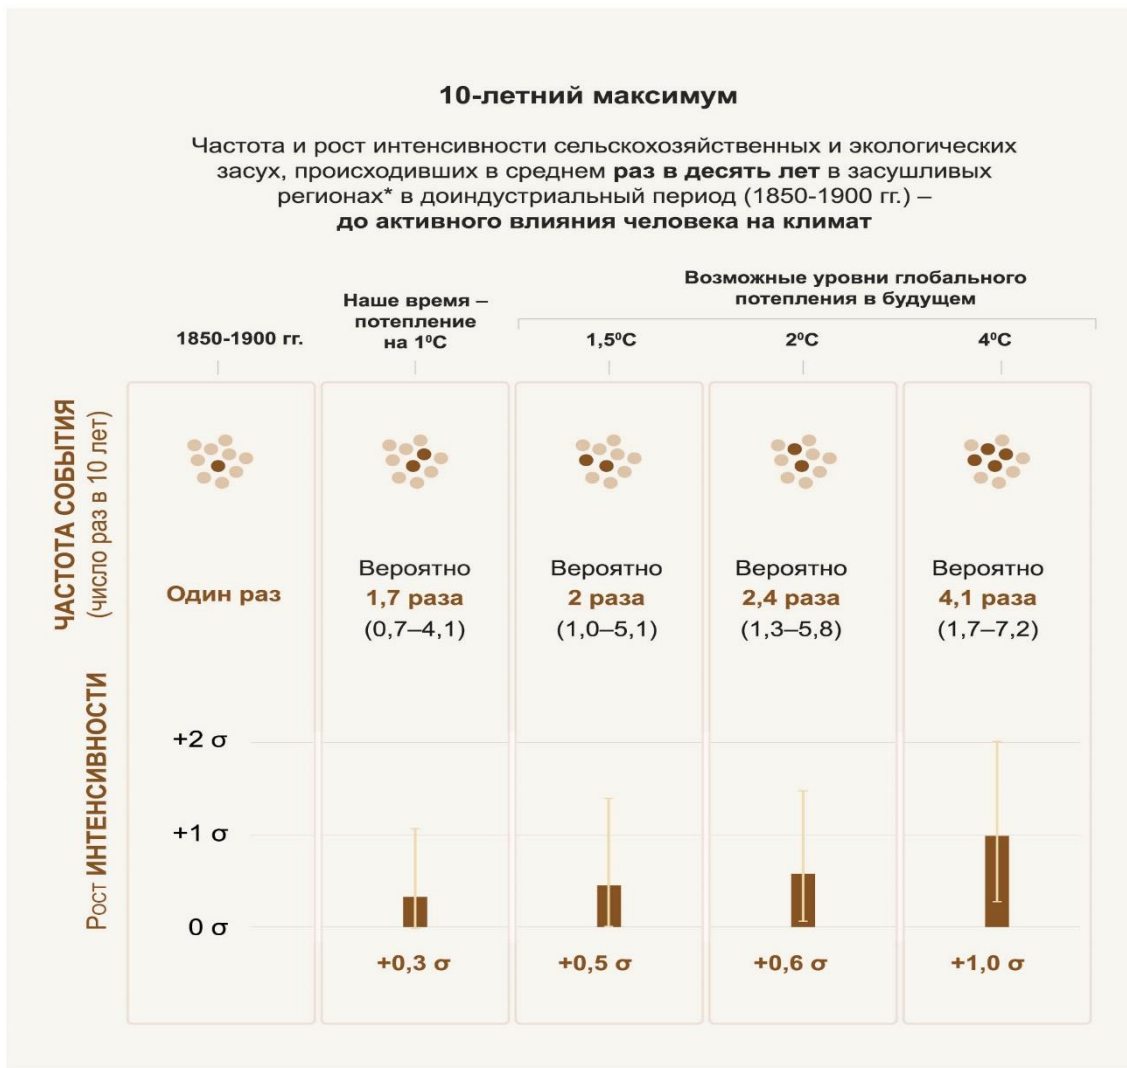 10-летний максимум
Частота и рост интенсивности сельскохозяйственных и экологических
засух, происходивших в среднем раз в десять лет в засушливых
регионах* в доиндустриальный период (1850-1900 гг.) –
до активного влияния человека на климат
Возможные уровни глобального
потепления в будущем
Наше время –
потепление
на 1⁰C
1850-1900 гг.
1,5⁰C
2⁰C
4⁰C
ЧАСТОТА СОБЫТИЯ
(число раз в 10 лет)
Один раз
Вероятно
1,7 раза
(0,7–4,1)
Вероятно
2 раза
(1,0–5,1)
Вероятно
2,4 раза
(1,3–5,8)
Вероятно
4,1 раза
(1,7–7,2)
Рост ИНТЕНСИВНОСТИ
+2 σ
+1 σ
0 σ
+0,3 σ
+0,5 σ
+0,6 σ
+1,0 σ